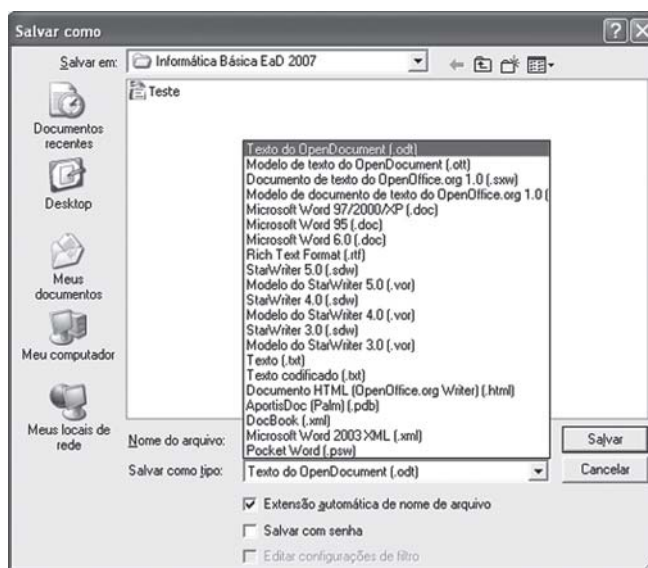 Salvar como
Salvar em: Informática Básica EaD 2007
Teste
Documentos
recentes
Desktop
Meus
documentos
Meu computador
Meus locais de
rede
Texto do OpenDocument (.odt)
Modelo de texto do OpenDocument (.ott)
Documento de texto do OpenOffice.org 1.0 (.sxw)
Modelo de documento de texto do OpenOffice.org 1.0 (
Microsoft Word 97/2000/XP (.doc)
Microsoft Word 95 (.doc)
Microsoft Word 6.0 (.doc)
Rich Text Format (.rtf)
StarWriter 5.0 (.sdw)
Modelo do StarWriter 5.0 (.vor)
StarWriter 4.0 (.sdw)
Modelo do StarWriter 4.0 (.vor)
StarWriter 3.0 (.sdw)
Modelo do StarWriter 3.0 (.vor)
Texto (.txt)
Texto codificado (.txt)
Documento HTML (OpenOffice.org Writer) (.html)
AportisDoc (Palm) (.pdb)
DocBook (.xml)
Microsoft Word 2003 XML (.xml)
Pocket Word (.psw)
Nome do arquivo:
Salvar
Salvar como tipo: Texto do OpenDocument (.odt)
Cancelar
Extensão automática de nome de arquivo
Salvar com senha
Editar configurações de filtro